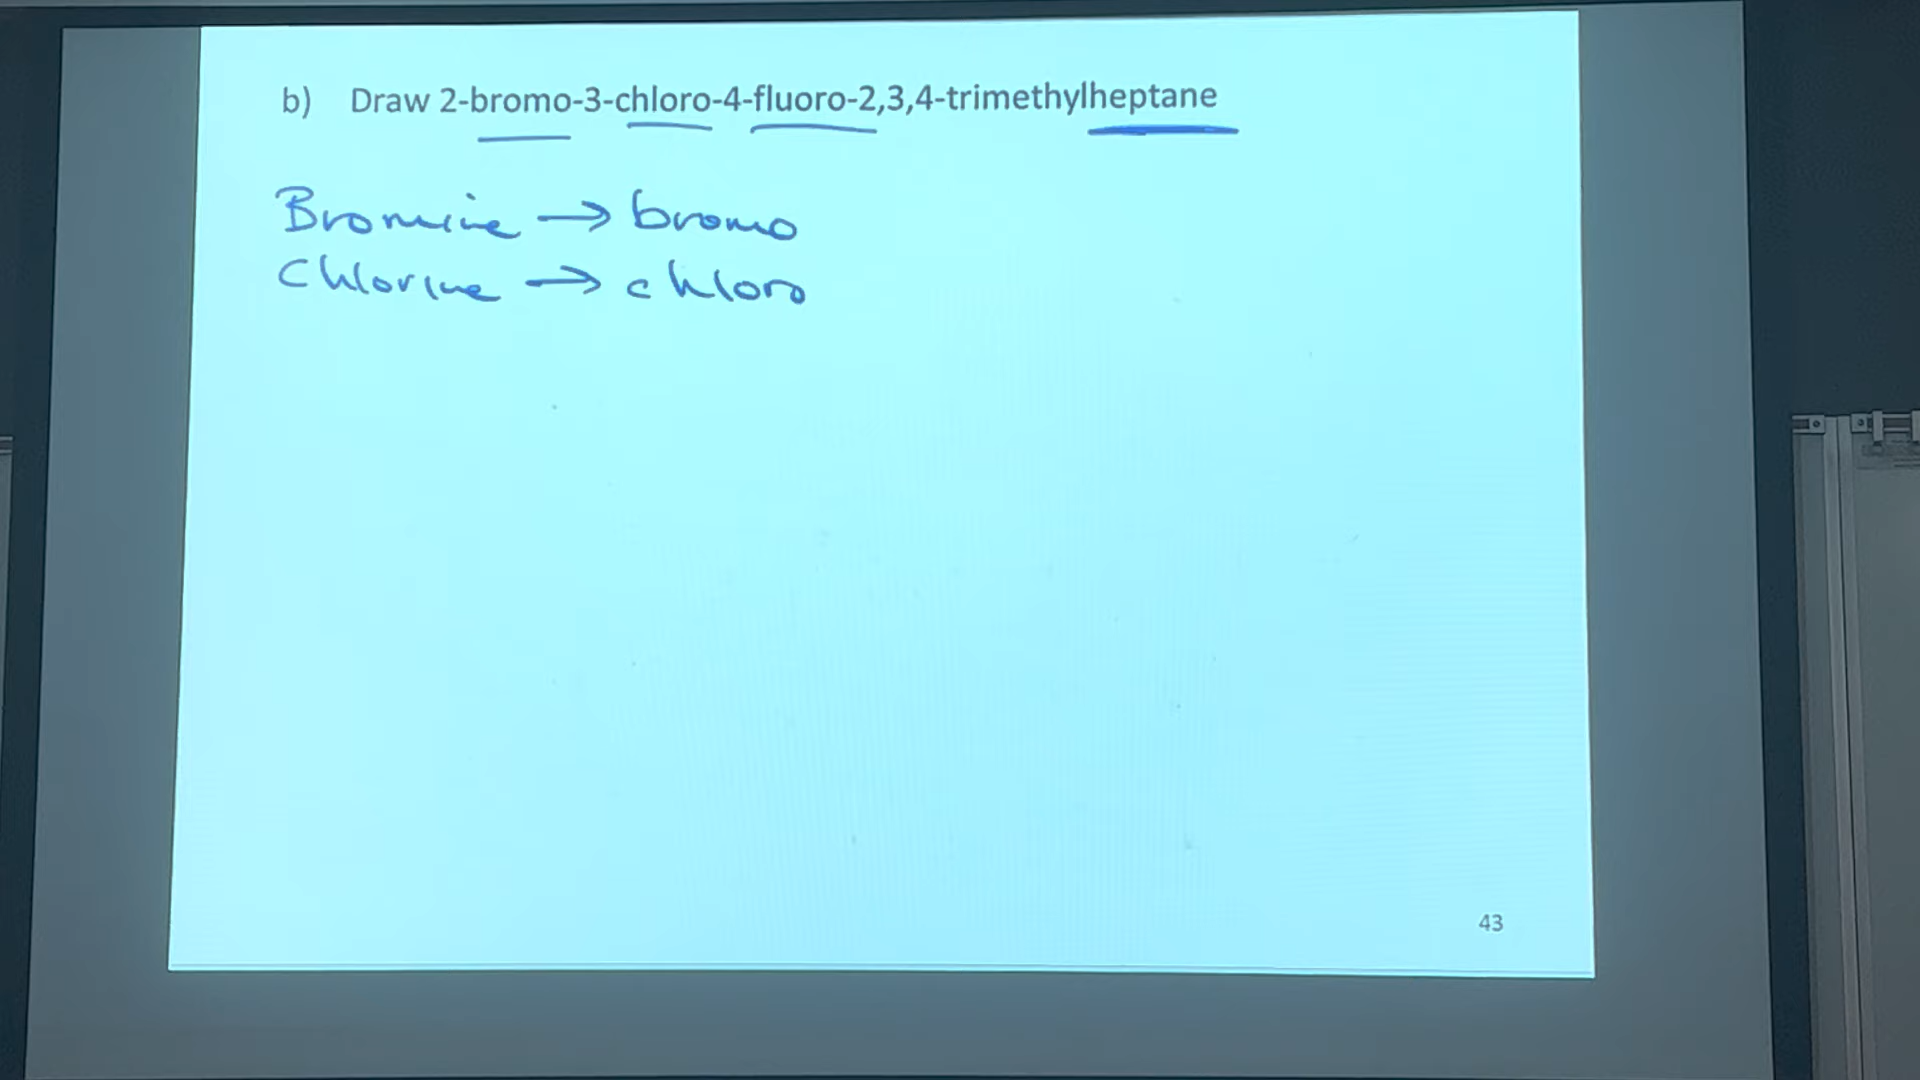 b) Draw 2-bromo-3-chloro-4-fluoro-2,3,4-trimethylheptane
Bromine → bromo
Chlorine → chloro
43